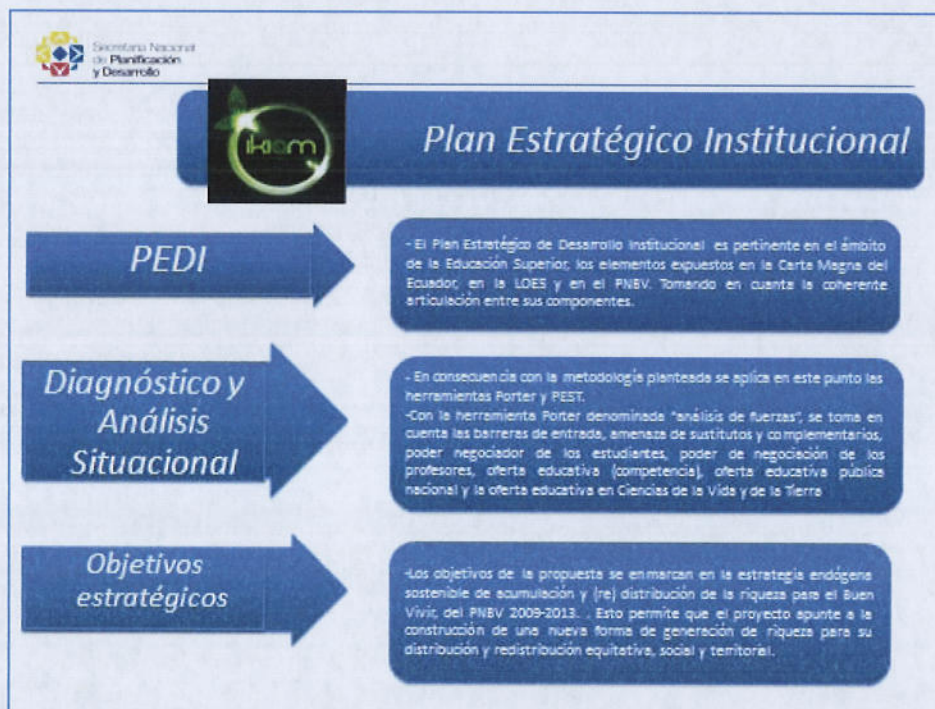 Secretaría Nacional
de Planificación
y Desarrollo
ikiam
Plan Estratégico Institucional
PEDI
- El Plan Estratégico de Desarrollo Institucional es pertinente en el ámbito
de la Educación Superior, los elementos expuestos en la Carta Magna del
Ecuador, en la LOES y en el PNBV. Tomando en cuenta la coherente
articulación entre sus componentes.
Diagnóstico y
Análisis
Situacional
- En consecuencia con la metodología planteada se aplica en este punto las
herramientas Porter y PEST.
-Con la herramienta Porter denominada "análisis de fuerzas", se toma en
cuenta las barreras de entrada, amenaza de sustitutos y complementarios,
poder negociador de los estudiantes, poder de negociación de los
profesores, oferta educativa (competencia), oferta educativa pública
nacional y la oferta educativa en Ciencias de la Vida y de la Tierra
Objetivos
estratégicos
-Los objetivos de la propuesta se enmarcan en la estrategia endógena
sostenible de acumulación y (re) distribución de la riqueza para el Buen
Vivir, del PNBV 2009-2013. . Esto permite que el proyecto apunte a la
construcción de una nueva forma de generación de riqueza para su
distribución y redistribución equitativa, social y territorial.